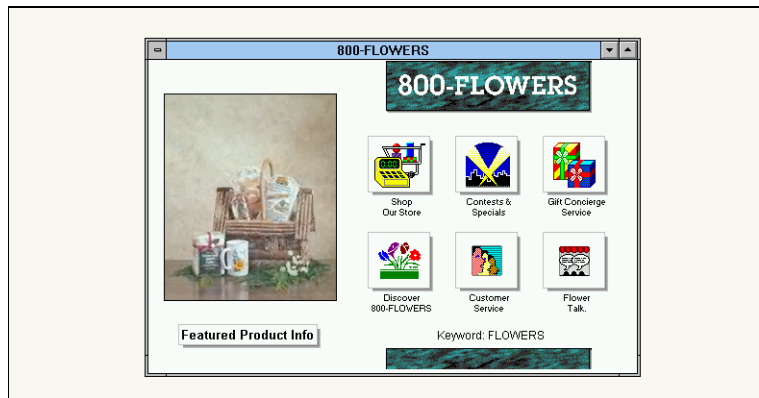 800-FLOWERS
800-FLOWERS
Shop
Our Store
Contests &
Specials
Gift Concierge
Service
Discover
800-FLOWERS
Customer
Service
Flower
Talk.
Featured Product Info
Keyword: FLOWERS